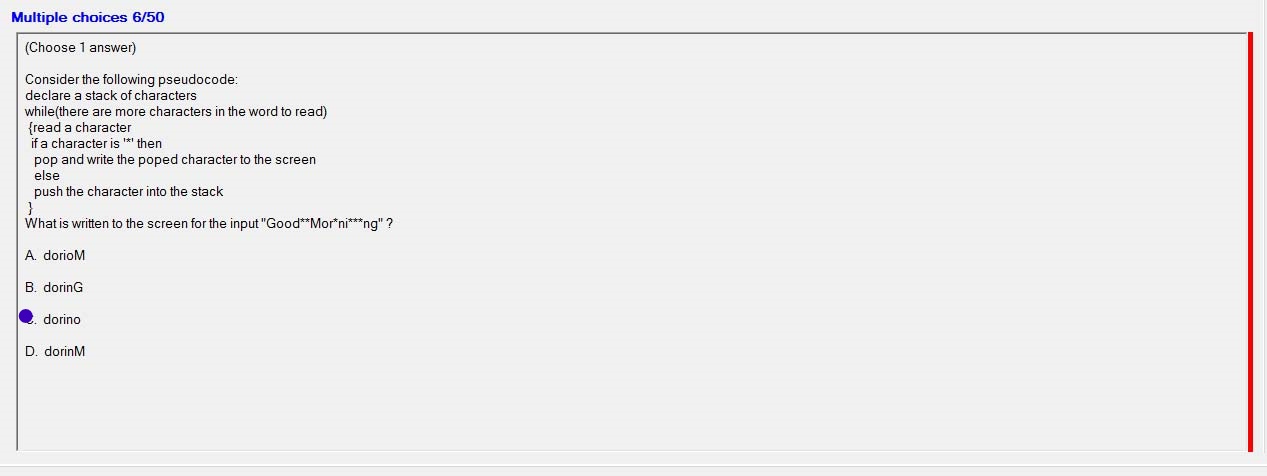 Multiple choices 6/50
(Choose 1 answer)
Consider the following pseudocode:
declare a stack of characters
while(there are more characters in the word to read)
{read a character
if a character is '*' then
pop and write the poped character to the screen
else
push the character into the stack
}
What is written to the screen for the input "Good**Mor*ni***ng" ?
A. dorioM
B. dorinG
C. dorino
D. dorinM